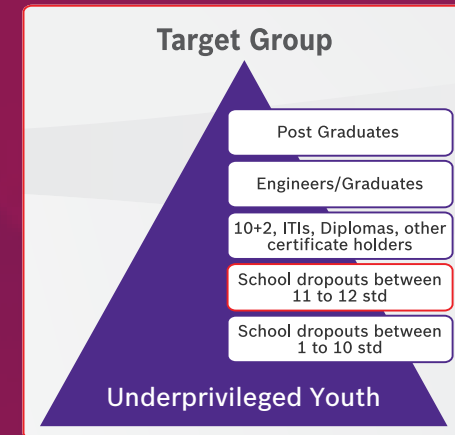 Target Group
Post Graduates
Engineers/Graduates
10+2, ITIs, Diplomas, other
certificate holders
School dropouts between
11 to 12 std
School dropouts between
1 to 10 std
Underprivileged Youth